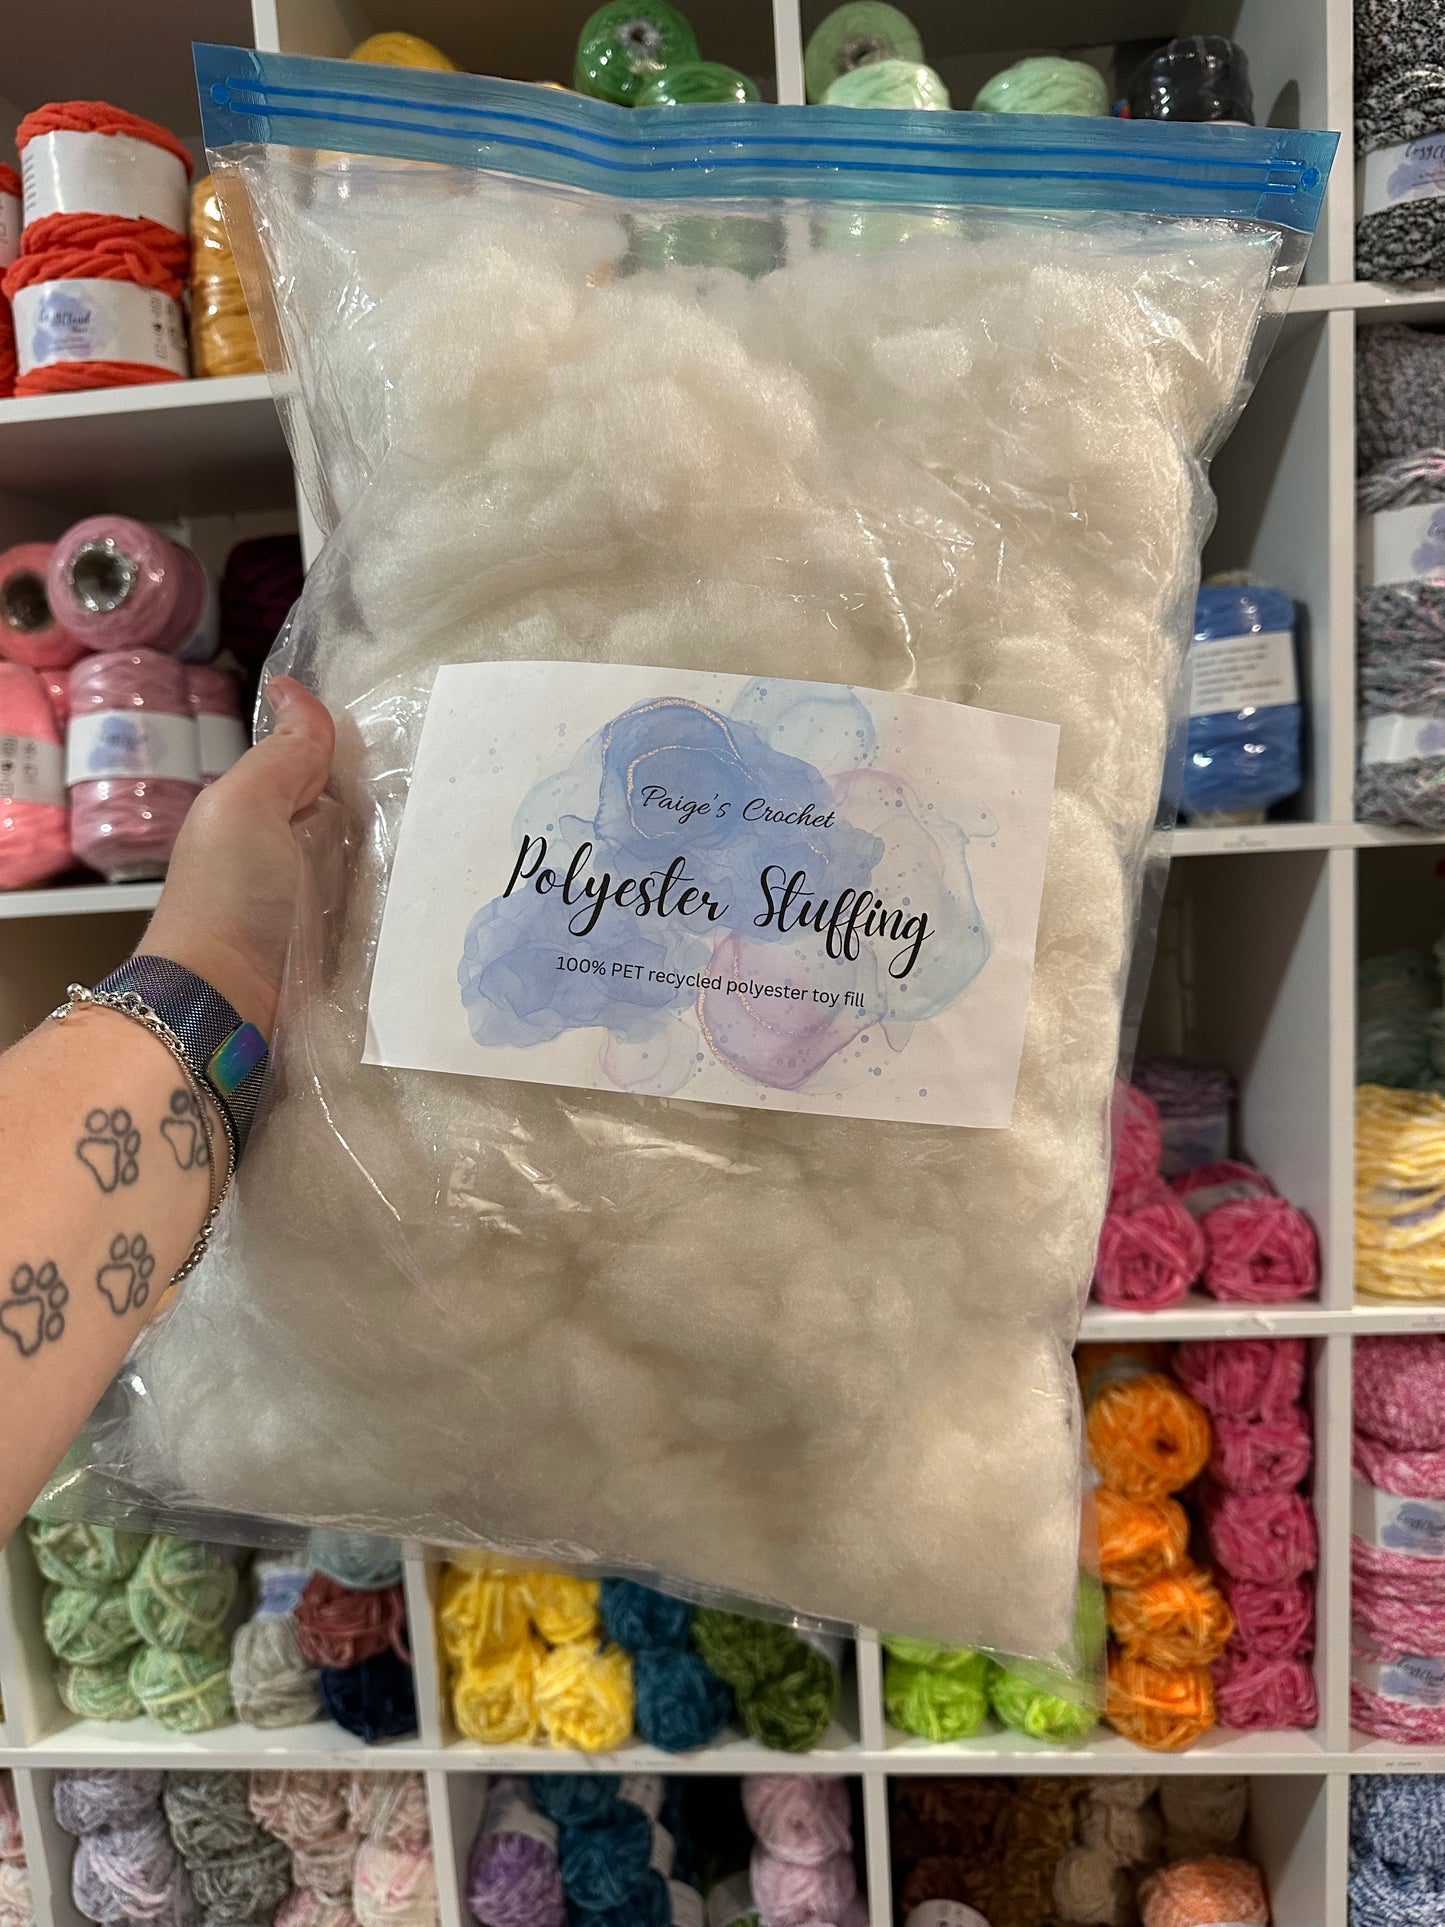 Paige's Crochet
Polyester Stuffing
100% PET recycled polyester toy fill